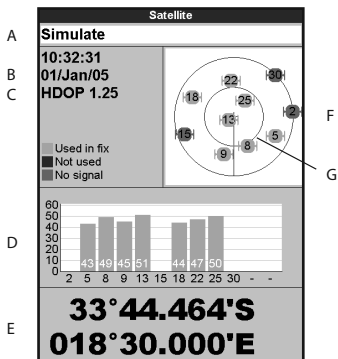 Satellite
A
Simulate
10:32:31
B
01/Jan/05
C
HDOP 1.25
22
30
18
25
2
F
13
15
5
9
8
G
Used in fix
Not used
No signal
D
60
50
40
30
20
10
0
43 49 45 51 44 47 50
2 5 8 9 13 15 18 22 25 30 - -
E
33°44.464'S
018°30.000'E